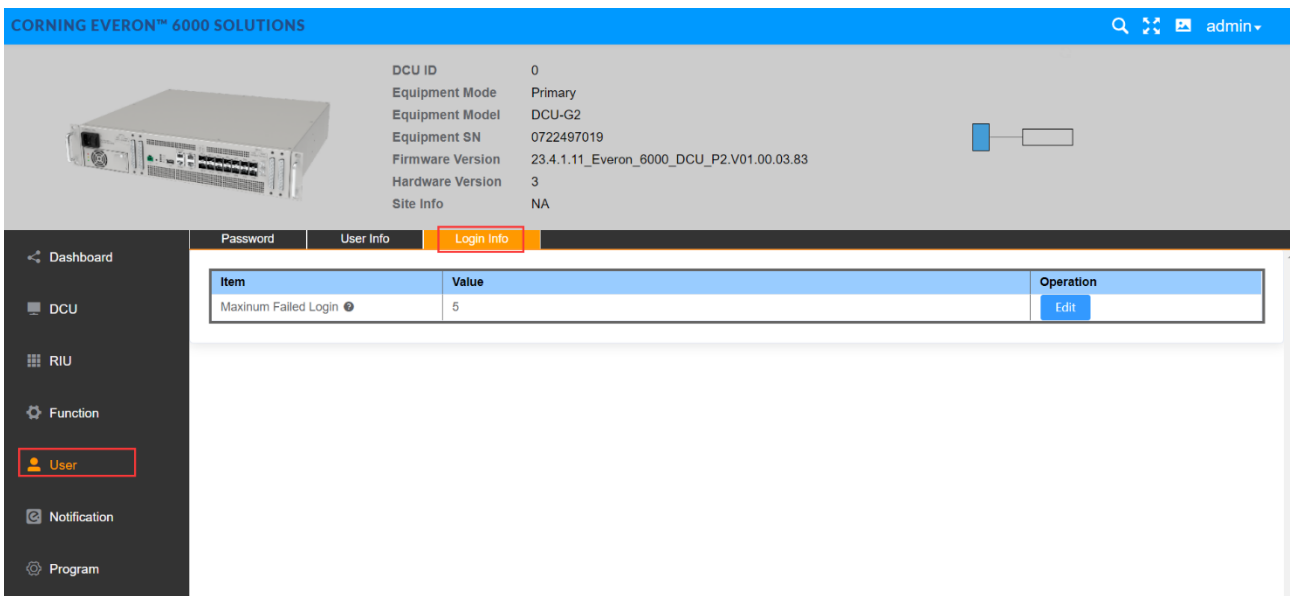 CORNING EVERON™ 6000 SOLUTIONS admin
DCU ID 0
Equipment Mode Primary
Equipment Model DCU-G2
Equipment SN 0722497019
Firmware Version 23.4.1.11_Everon_6000_DCU_P2.V01.00.03.83
Hardware Version 3
Site Info NA
Password User Info Login Info
Dashboard
DCU
RIU
Function
User
Notification
Program
Item Value Operation
Maxinum Failed Login 5 Edit